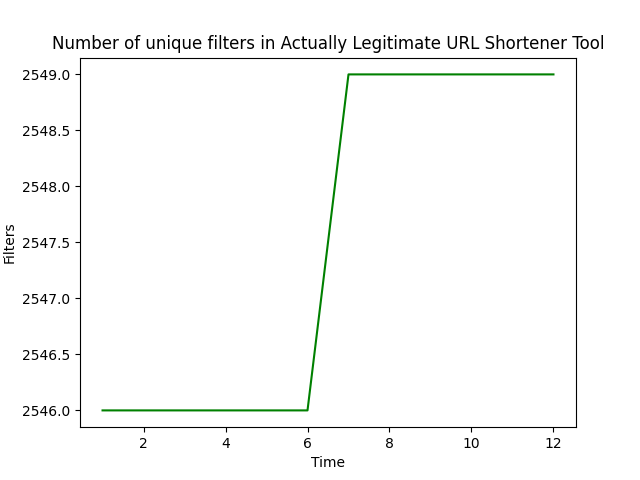 Number of unique filters in Actually Legitimate URL Shortener Tool
2549.0
2548.5
2548.0
2547.5
2547.0
2546.5
2546.0
Filters
2 4 6 8 10 12
Time